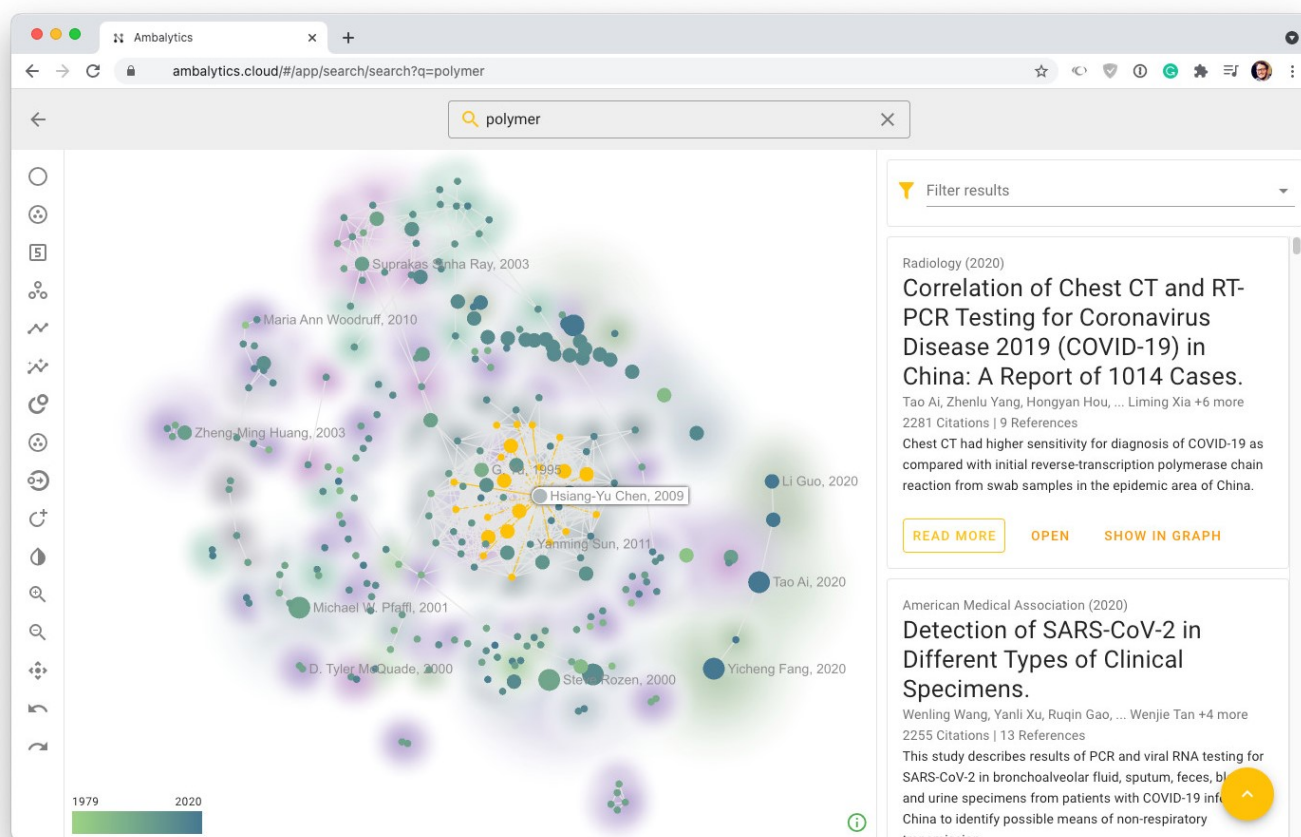 Ambalytics
ambalytics.cloud/#/app/search/search?q=polymer
polymer
5
Suprakas Sinha Ray, 2003
Maria Ann Woodruff, 2010
Zheng-Ming Huang, 2003
G. Yu, 1995
Hsiang-Yu Chen, 2009
Li Guo, 2020
Yanming Sun, 2011
Tao Ai, 2020
Michael W. Pfaffl, 2001
D. Tyler McQuade, 2000
Steve Rozen, 2000
Yicheng Fang, 2020
1979 2020
Filter results
Radiology (2020)
Correlation of Chest CT and RT-
PCR Testing for Coronavirus
Disease 2019 (COVID-19) in
China: A Report of 1014 Cases.
Tao Ai, Zhenlu Yang, Hongyan Hou, ... Liming Xia +6 more
2281 Citations | 9 References
Chest CT had higher sensitivity for diagnosis of COVID-19 as
compared with initial reverse-transcription polymerase chain
reaction from swab samples in the epidemic area of China.
READ MORE OPEN SHOW IN GRAPH
American Medical Association (2020)
Detection of SARS-CoV-2 in
Different Types of Clinical
Specimens.
Wenling Wang, Yanli Xu, Ruqin Gao, ... Wenjie Tan +4 more
2255 Citations | 13 References
This study describes results of PCR and viral RNA testing for
SARS-CoV-2 in bronchoalveolar fluid, sputum, feces,
and urine specimens from patients with COVID-19
China to identify possible means of non-respiratory